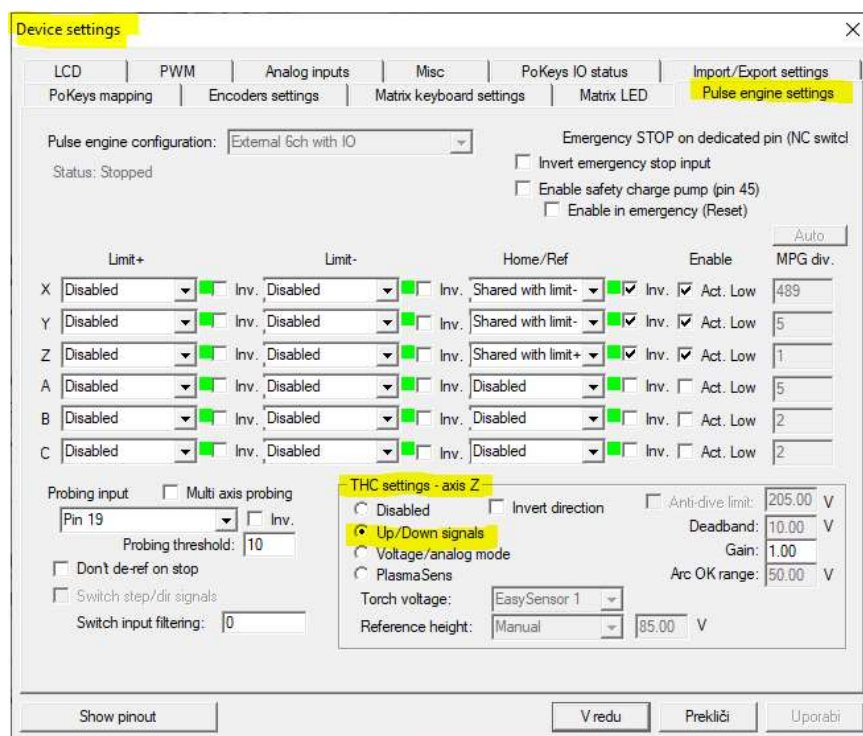 Device settings
LCD PWM Analog inputs Misc PoKeys IO status Import/Export settings
PoKeys mapping Encoders settings Matrix keyboard settings Matrix LED Pulse engine settings
Pulse engine configuration: External 6ch with IO
Status: Stopped
Emergency STOP on dedicated pin (NC switcl
Invert emergency stop input
Enable safety charge pump (pin 45)
Enable in emergency (Reset)
Auto
Limit+ Limit- Home/Ref Enable MPG div.
X Disabled Inv. Disabled Inv. Shared with limit- Inv. Act. Low 489
Y Disabled Inv. Disabled Inv. Shared with limit- Inv. Act. Low 5
Z Disabled Inv. Disabled Inv. Shared with limit+ Inv. Act. Low 1
A Disabled Inv. Disabled Inv. Disabled Inv. Act. Low 5
B Disabled Inv. Disabled Inv. Disabled Inv. Act. Low 2
C Disabled Inv. Disabled Inv. Disabled Inv. Act. Low 2
Probing input Multi axis probing
Pin 19 Inv.
Probing threshold: 10
Don't de-ref on stop
Switch step/dir signals
Switch input filtering: 0
THC settings - axis Z
Disabled Invert direction Anti-dive limit: 205.00 V
Up/Down signals Deadband: 10.00 V
Voltage/analog mode Gain: 1.00
PlasmaSens Arc OK range: 50.00 V
Torch voltage: EasySensor 1
Reference height: Manual 85.00 V
Show pinout V redu Prekliči Uporabi